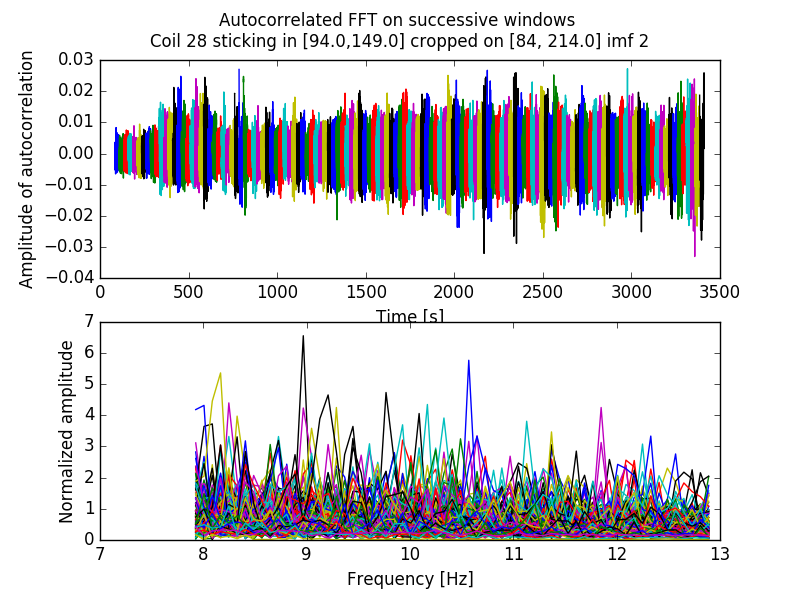 Autocorrelated FFT on successive windows
Coil 28 sticking in [94.0,149.0] cropped on [84, 214.0] imf 2
Amplitude of autocorrelation
0.03
0.02
0.01
0.00
−0.01
−0.02
−0.03
−0.04
0 500 1000 1500 2000 2500 3000 3500
Time [s]
Normalized amplitude
7
6
5
4
3
2
1
0
7 8 9 10 11 12 13
Frequency [Hz]